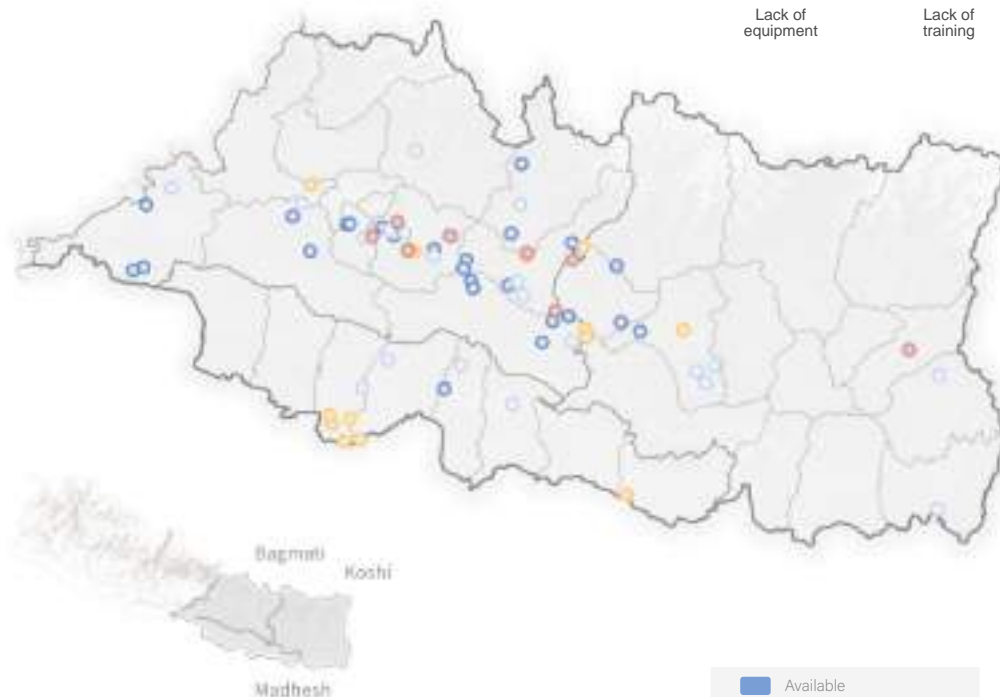 Lack of
equipment
Lack of
training
Bagmati
Koshi
Madhesh
Available